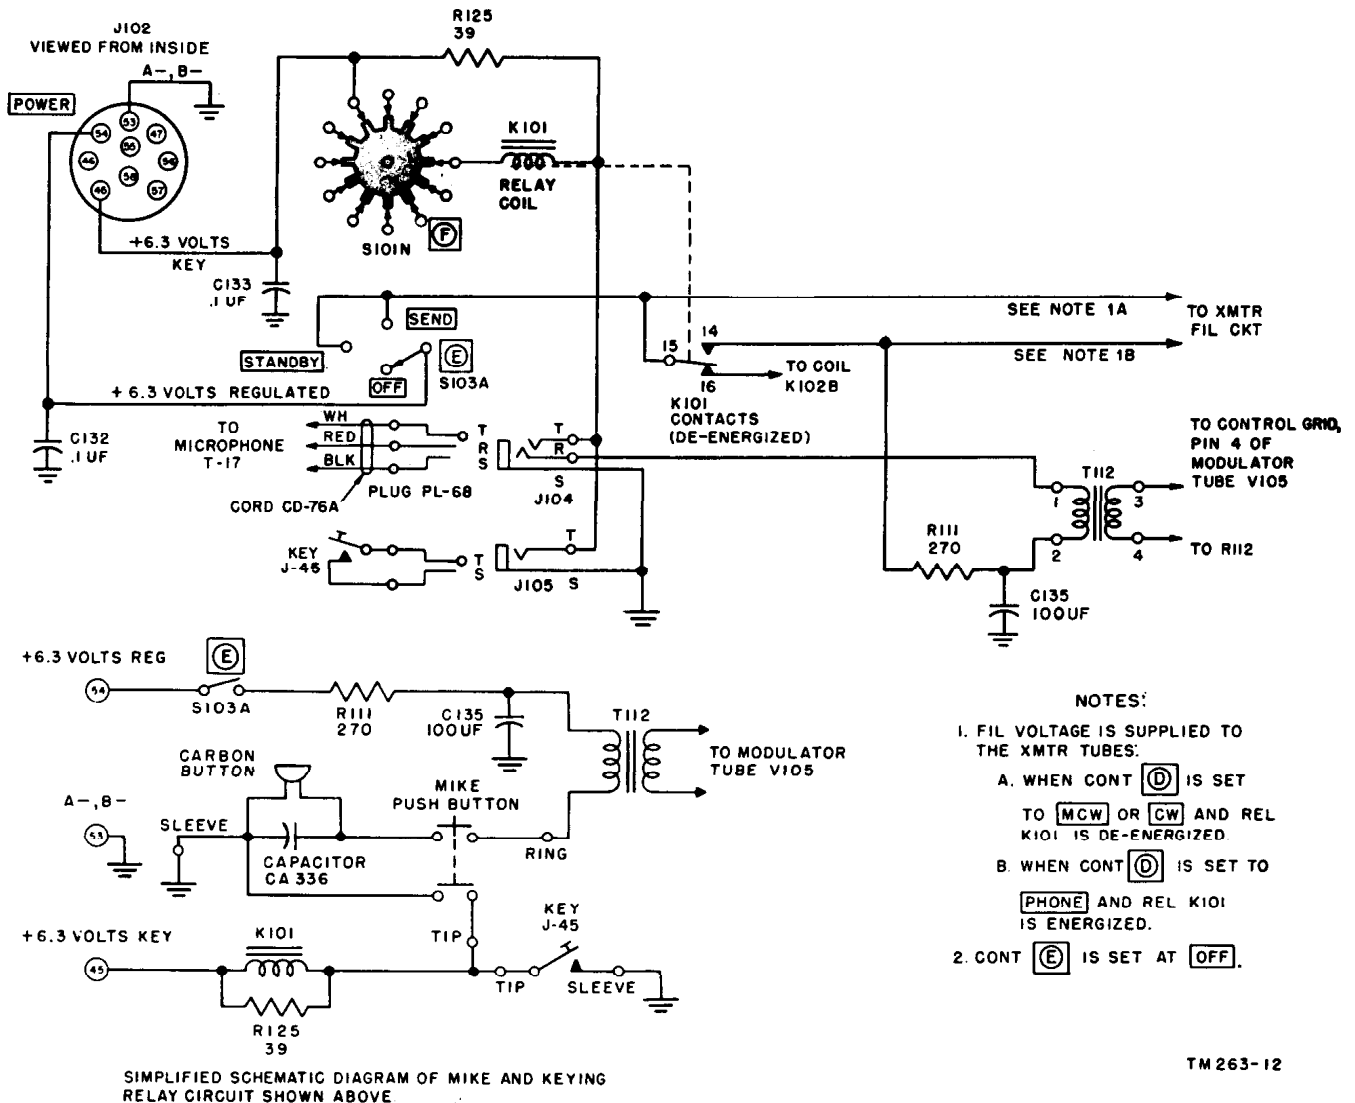 J102
VIEWED FROM INSIDE
A-, B-
POWER
53
54
47
55
46
56
58
45
57
+6.3 VOLTS
KEY
C133
.1 UF
R125
39
K101
RELAY
COIL
S101N
F
SEND
STANDBY
OFF
E
S103A
+ 6.3 VOLTS REGULATED
C132
.1 UF
15
14
16
K101
CONTACTS
(DE-ENERGIZED)
TO COIL
K102B
SEE NOTE 1A
SEE NOTE 1B
TO XMTR
FIL CKT
TO
MICROPHONE
T-17
WH
RED
BLK
CORD CD-76A
PLUG PL-68
T
R
S
T
R
S
J104
KEY
J-45
T
S
T
J105
S
TO CONTROL GRID,
PIN 4 OF
MODULATOR
TUBE V105
T112
1
3
2
4
TO R112
R111
270
C135
100UF
+6.3 VOLTS REG
54
E
S103A
R111
270
C135
100UF
T112
TO MODULATOR
TUBE V105
CARBON
BUTTON
MIKE
PUSH BUTTON
A-, B-
53
SLEEVE
CAPACITOR
CA 336
RING
+6.3 VOLTS KEY
45
K101
R125
39
TIP
KEY
J-45
TIP
SLEEVE
SIMPLIFIED SCHEMATIC DIAGRAM OF MIKE AND KEYING
RELAY CIRCUIT SHOWN ABOVE
NOTES:
1. FIL VOLTAGE IS SUPPLIED TO
THE XMTR TUBES:
A. WHEN CONT D IS SET
TO MCW OR CW AND REL
K101 IS DE-ENERGIZED.
B. WHEN CONT D IS SET TO
PHONE AND REL K101
IS ENERGIZED.
2. CONT E IS SET AT OFF.
TM263-12